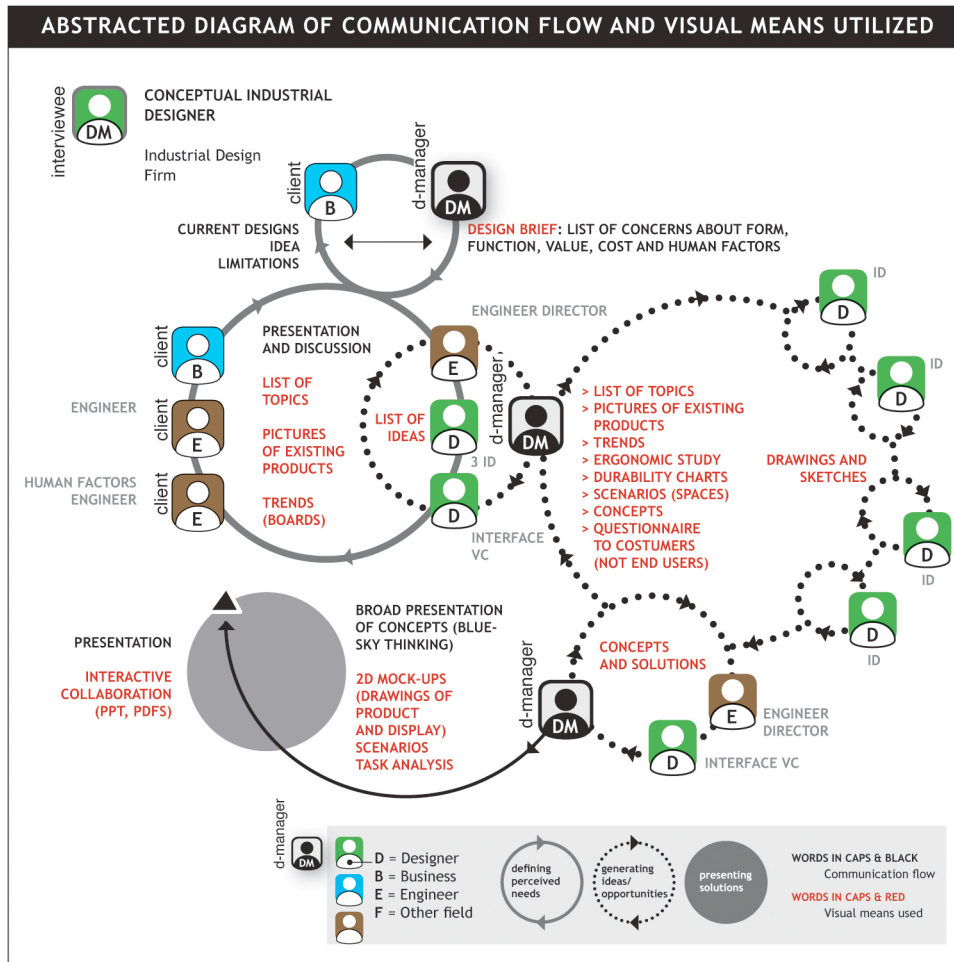 ABSTRACTED DIAGRAM OF COMMUNICATION FLOW AND VISUAL MEANS UTILIZED
interviewee
DM
CONCEPTUAL INDUSTRIAL
DESIGNER
Industrial Design
Firm
client
B
d-manager
DM
CURRENT DESIGNS
IDEA
LIMITATIONS
DESIGN BRIEF: LIST OF CONCERNS ABOUT FORM,
FUNCTION, VALUE, COST AND HUMAN FACTORS
client
B
ENGINEER
client
E
HUMAN FACTORS
ENGINEER
client
E
PRESENTATION
AND DISCUSSION
LIST OF
TOPICS
PICTURES
OF EXISTING
PRODUCTS
TRENDS
(BOARDS)
LIST OF
IDEAS
ENGINEER DIRECTOR
E
D
3 ID
D
INTERFACE
VC
d-manager,
DM
> LIST OF TOPICS
> PICTURES OF EXISTING
PRODUCTS
> TRENDS
> ERGONOMIC STUDY
> DURABILITY CHARTS
> SCENARIOS (SPACES)
> CONCEPTS
> QUESTIONNAIRE
TO COSTUMERS
(NOT END USERS)
ID
D
ID
D
DRAWINGS AND
SKETCHES
D
ID
D
ID
CONCEPTS
AND SOLUTIONS
d-manager
DM
E
ENGINEER
DIRECTOR
D
INTERFACE VC
PRESENTATION
INTERACTIVE
COLLABORATION
(PPT, PDFS)
BROAD PRESENTATION
OF CONCEPTS (BLUE-
SKY THINKING)
2D MOCK-UPS
(DRAWINGS OF
PRODUCT
AND DISPLAY)
SCENARIOS
TASK ANALYSIS
d-manager
DM
D = Designer
B = Business
E = Engineer
F = Other field
defining
perceived
needs
generating
ideas/
opportunities
presenting
solutions
WORDS IN CAPS & BLACK
Communication flow
WORDS IN CAPS & RED
Visual means used